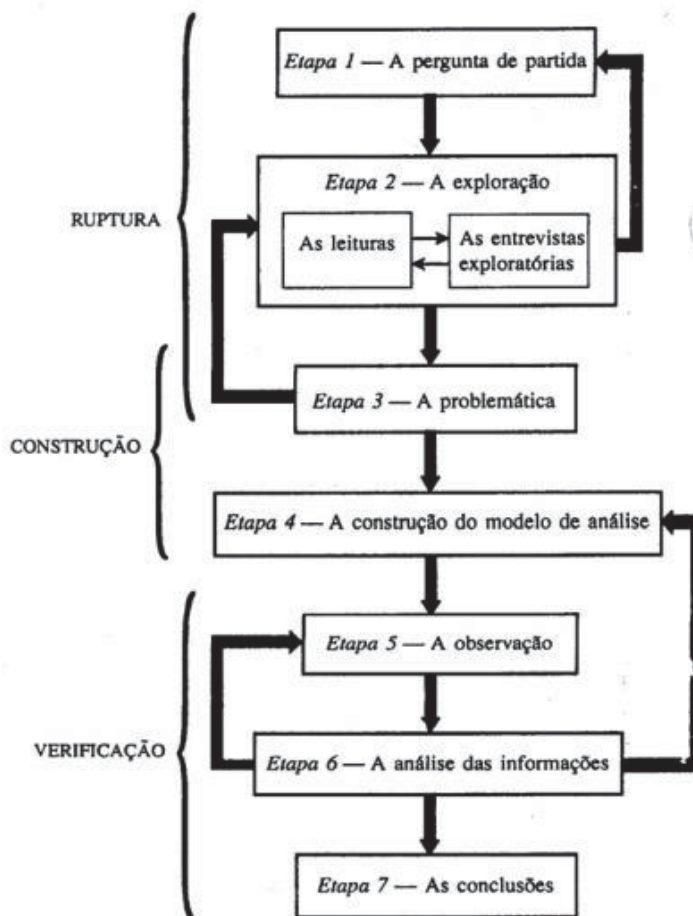 Etapa 1 — A pergunta de partida
Etapa 2 — A exploração
RUPTURA
As leituras
As entrevistas
exploratórias
Etapa 3 — A problemática
CONSTRUÇÃO
Etapa 4 — A construção do modelo de análise
Etapa 5 — A observação
VERIFICAÇÃO
Etapa 6 — A análise das informações
Etapa 7 — As conclusões